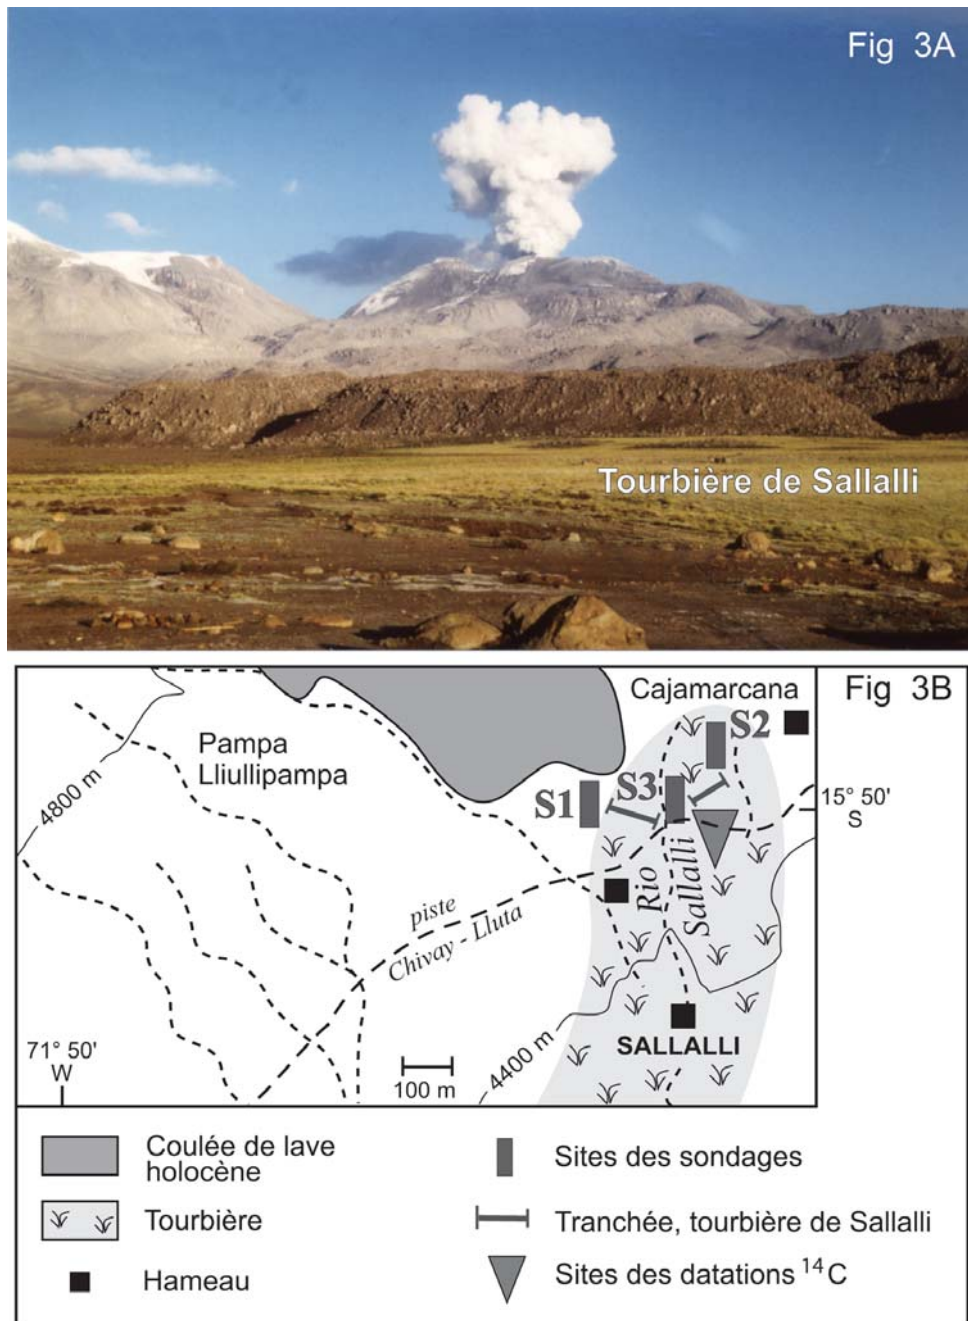 Fig 3A
Tourbière de Sallalli
Fig 3B
Cajamarcana
S2
Pampa
Lliullipampa
4800 m
S1
S3
15° 50'
S
Rio
Sallalli
piste
Chivay - Lluta
SALLALLI
71° 50'
W
100 m
4400 m
Coulée de lave
holocène
Tourbière
Hameau
Sites des sondages
Tranchée, tourbière de Sallalli
Sites des datations ¹⁴C